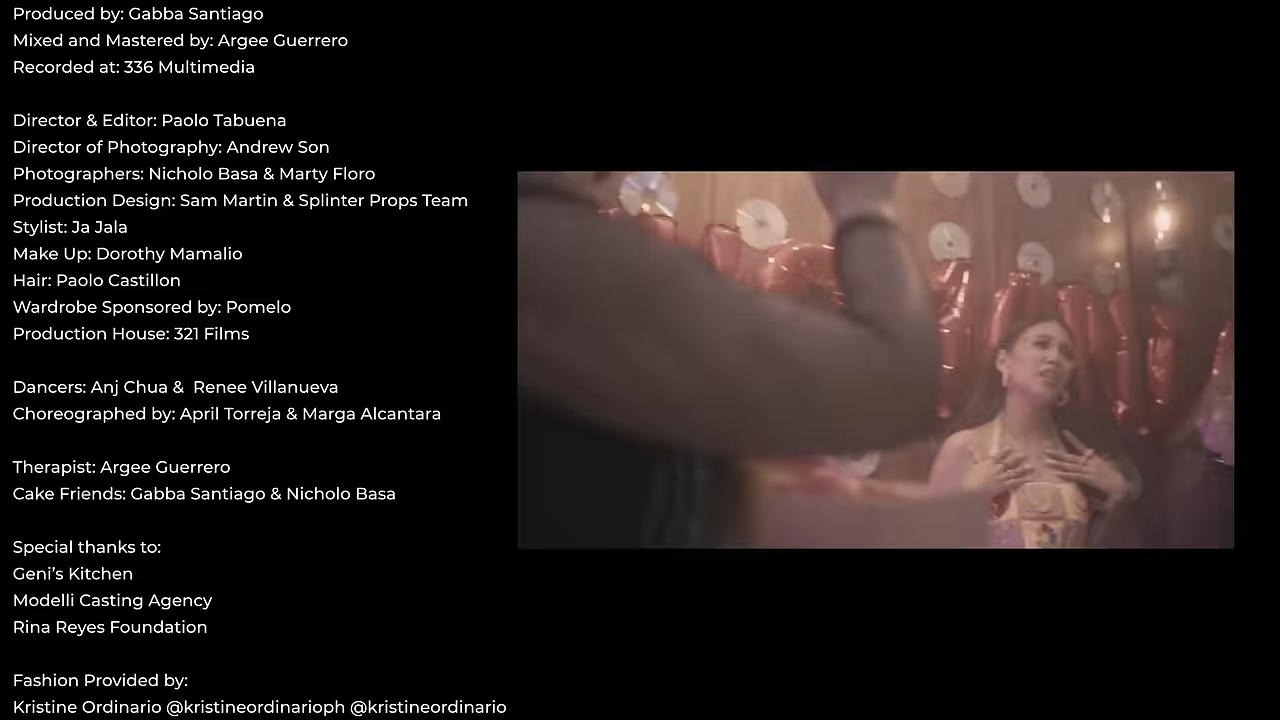 Produced by: Gabba Santiago
Mixed and Mastered by: Argee Guerrero
Recorded at: 336 Multimedia
Director & Editor: Paolo Tabuena
Director of Photography: Andrew Son
Photographers: Nicholo Basa & Marty Floro
Production Design: Sam Martin & Splinter Props Team
Stylist: Ja Jala
Make Up: Dorothy Mamalio
Hair: Paolo Castillon
Wardrobe Sponsored by: Pomelo
Production House: 321 Films
Dancers: Anj Chua &  Renee Villanueva
Choreographed by: April Torreja & Marga Alcantara
Therapist: Argee Guerrero
Cake Friends: Gabba Santiago & Nicholo Basa
Special thanks to:
Geni’s Kitchen
Modelli Casting Agency
Rina Reyes Foundation
Fashion Provided by:
Kristine Ordinario @kristineordinarioph @kristineordinario